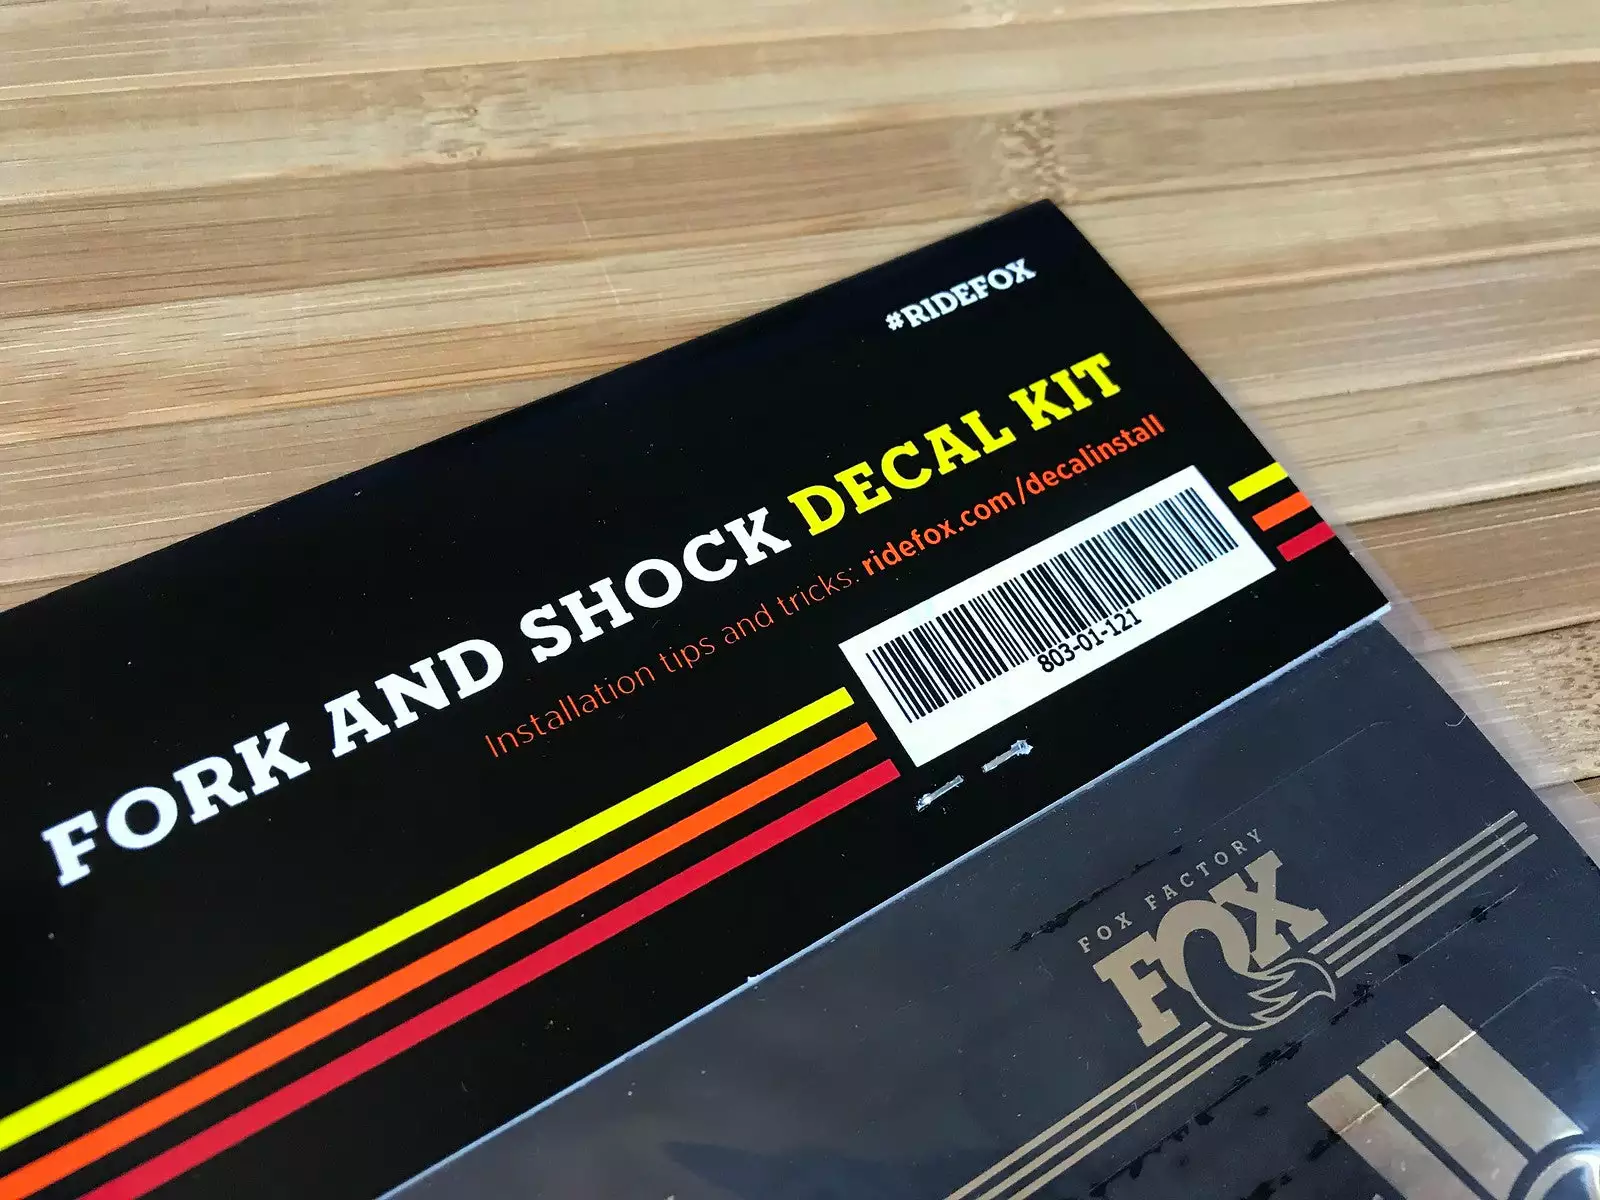 #RIDEFOX
FORK AND SHOCK DECAL KIT
Installation tips and tricks: ridefox.com/decalinstall
803-01-121
FOX FACTORY
FOX